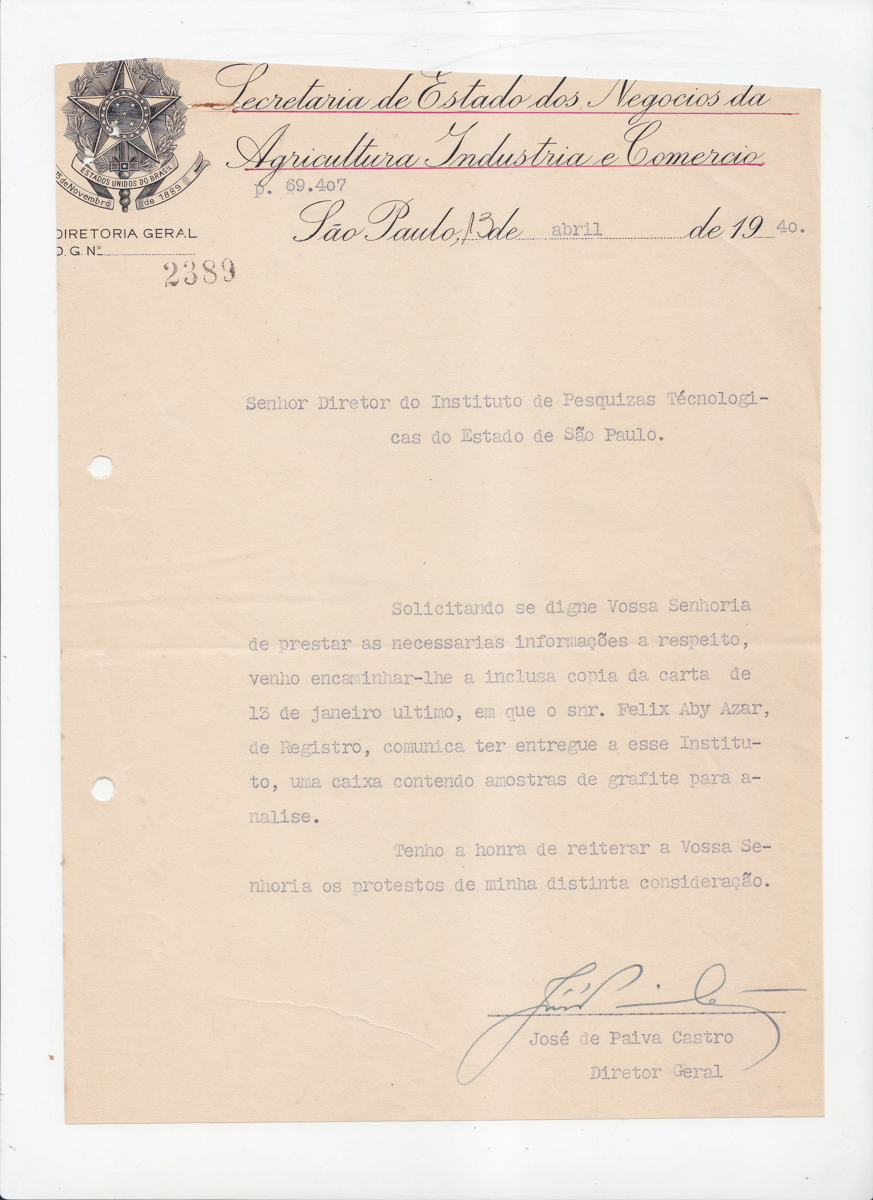 Secretaria de Estado dos Negocios da
Agricultura Industria e Comercio
ESTADOS UNIDOS DO BRASIL
15 de Novembro de 1889
p. 69.407
São Paulo, 13 de abril de 19 40.
DIRETORIA GERAL
D. G. Nº
2389
Senhor Diretor do Instituto de Pesquizas Técnologi-
cas do Estado de São Paulo.
Solicitando se digne Vossa Senhoria
de prestar as necessarias informações a respeito,
venho encaminhar-lhe a inclusa copia da carta de
13 de janeiro ultimo, em que o snr. Felix Aby Azar,
de Registro, comunica ter entregue a esse Institu-
to, uma caixa contendo amostras de grafite para a-
nalise.
Tenho a honra de reiterar a Vossa Se-
nhoria os protestos de minha distinta consideração.
José de Paiva Castro
Diretor Geral